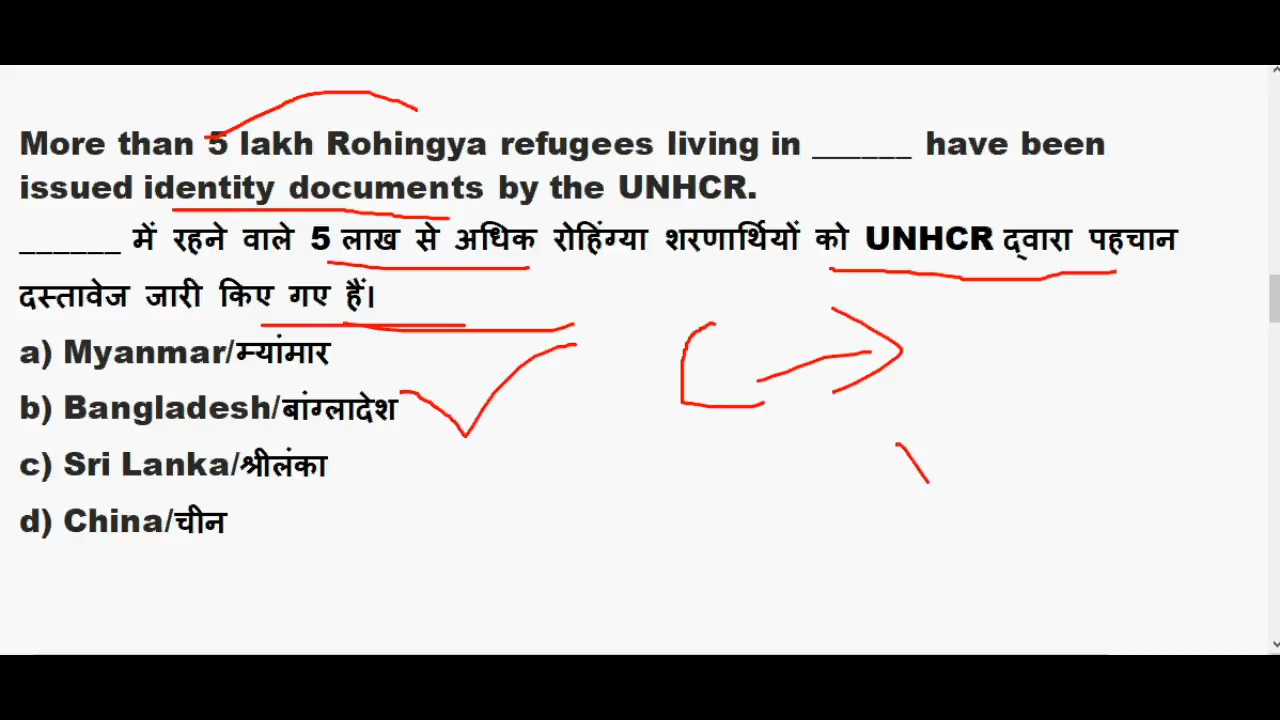 More than 5 lakh Rohingya refugees living in ______ have been
issued identity documents by the UNHCR.
______ में रहने वाले 5 लाख से अधिक रोहिंग्या शरणार्थियों को UNHCR द्वारा पहचान
दस्तावेज जारी किए गए हैं।
a) Myanmar/म्यांमार
b) Bangladesh/बांग्लादेश
c) Sri Lanka/श्रीलंका
d) China/चीन